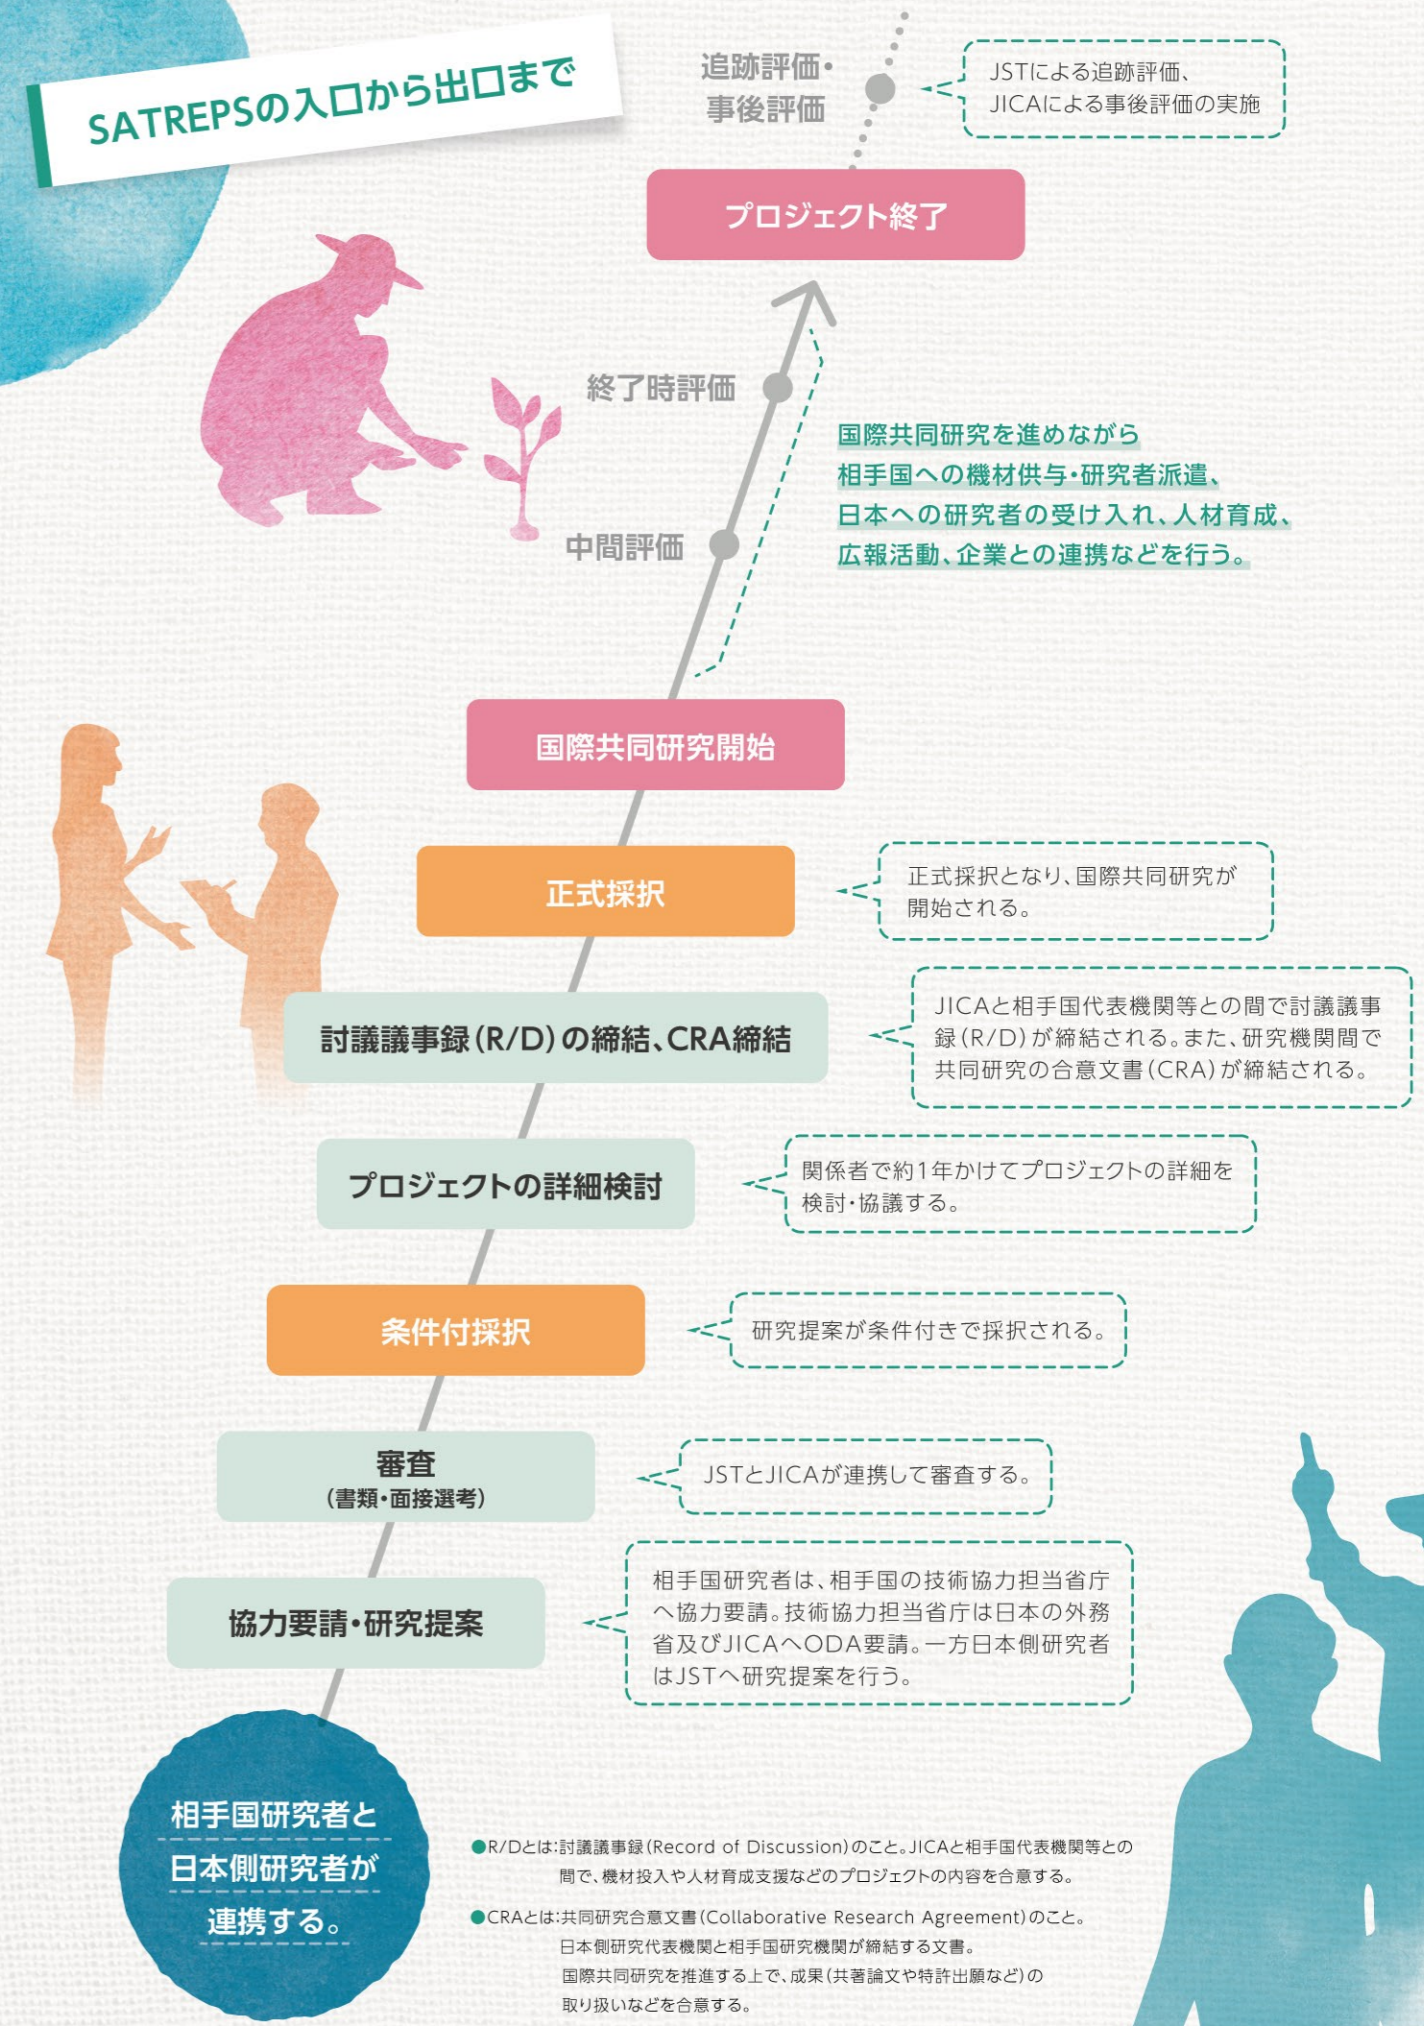 SATREPSの入口から出口まで
追跡評価・
事後評価
JSTによる追跡評価、
JICAによる事後評価の実施
プロジェクト終了
終了時評価
国際共同研究を進めながら
相手国への機材供与・研究者派遣、
日本への研究者の受け入れ、人材育成、
広報活動、企業との連携などを行う。
中間評価
国際共同研究開始
正式採択
正式採択となり、国際共同研究が
開始される。
討議議事録(R/D)の締結、CRA締結
JICAと相手国代表機関等との間で討議議事
録(R/D)が締結される。また、研究機関間で
共同研究の合意文書(CRA)が締結される。
プロジェクトの詳細検討
関係者で約1年かけてプロジェクトの詳細を
検討・協議する。
条件付採択
研究提案が条件付きで採択される。
審査
(書類・面接選考)
JSTとJICAが連携して審査する。
協力要請・研究提案
相手国研究者は、相手国の技術協力担当省庁
へ協力要請。技術協力担当省庁は日本の外務
省及びJICAへODA要請。一方日本側研究者
はJSTへ研究提案を行う。
相手国研究者と
日本側研究者が
連携する。
●R/Dとは:討議議事録(Record of Discussion)のこと。JICAと相手国代表機関等との
間で、機材投入や人材育成支援などのプロジェクトの内容を合意する。
●CRAとは:共同研究合意文書(Collaborative Research Agreement)のこと。
日本側研究代表機関と相手国研究機関が締結する文書。
国際共同研究を推進する上で、成果(共著論文や特許出願など)の
取り扱いなどを合意する。